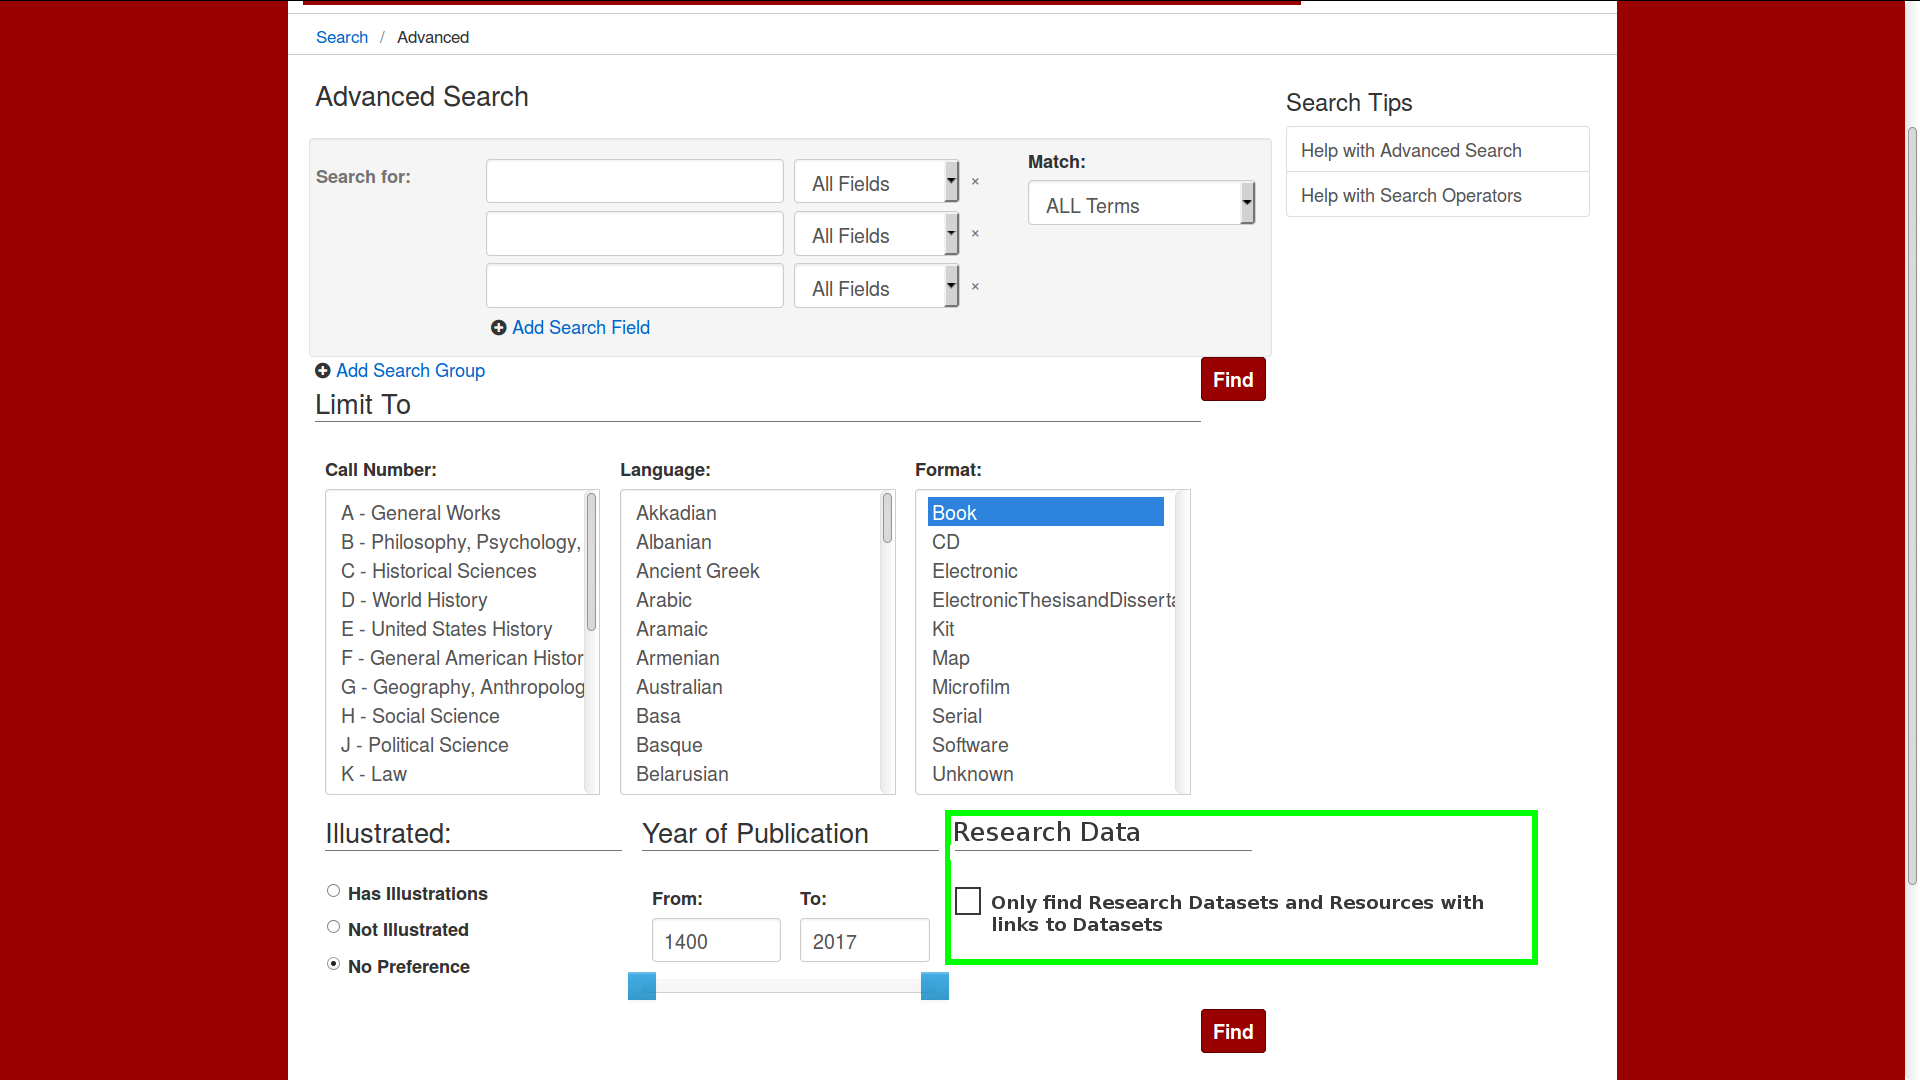 Search / Advanced
Advanced Search
Search for:
All Fields ×
All Fields ×
All Fields ×
Add Search Field
Match:
ALL Terms
Add Search Group
Find
Search Tips
Help with Advanced Search
Help with Search Operators
Limit To
Call Number:
A - General Works
B - Philosophy, Psychology,
C - Historical Sciences
D - World History
E - United States History
F - General American Histor
G - Geography, Anthropolog
H - Social Science
J - Political Science
K - Law
Language:
Akkadian
Albanian
Ancient Greek
Arabic
Aramaic
Armenian
Australian
Basa
Basque
Belarusian
Format:
Book
CD
Electronic
ElectronicThesisandDisserta
Kit
Map
Microfilm
Serial
Software
Unknown
Illustrated:
Has Illustrations
Not Illustrated
No Preference
Year of Publication
From: To:
1400 2017
Research Data
Only find Research Datasets and Resources with
links to Datasets
Find